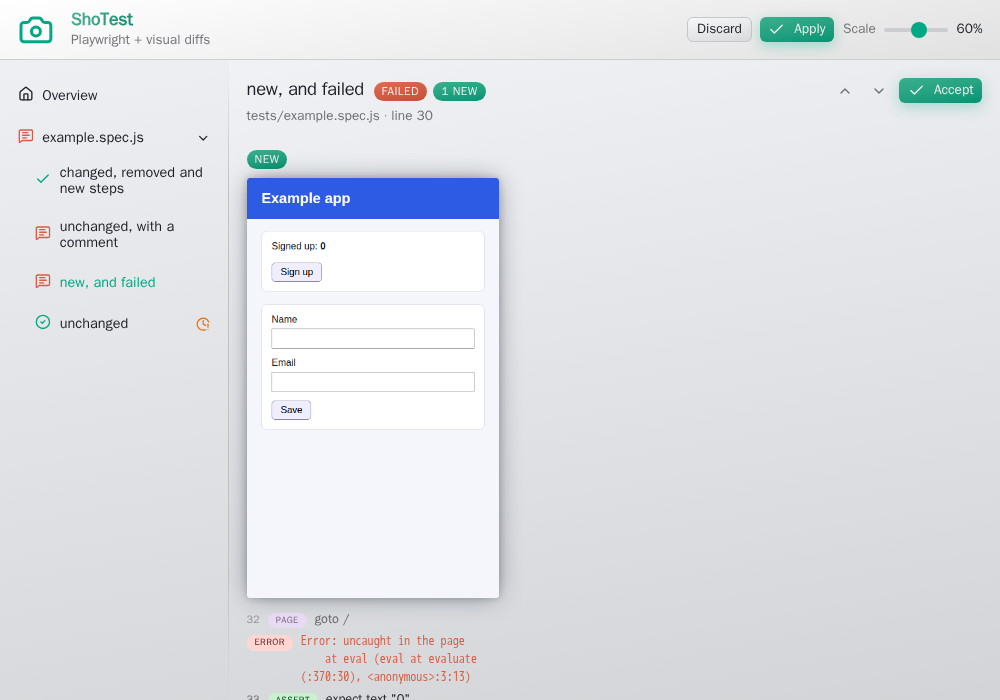 ShoTest
Playwright + visual diffs
Discard
Apply
Scale
60%
Overview
example.spec.js
changed, removed and
new steps
unchanged, with a
comment
new, and failed
unchanged
new, and failed
FAILED
1 NEW
Accept
tests/example.spec.js · line 30
NEW
Example app
Signed up: 0
Sign up
Name
Email
Save
32 PAGE goto /
ERROR Error: uncaught in the page
at eval (eval at evaluate
(:370:30), <anonymous>:3:13)
33 ASSERT expect text "0"